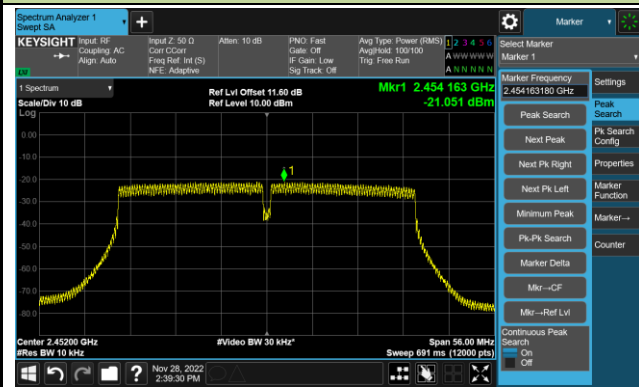 Spectrum Analyzer 1
Swept SA
+
Marker
KEYSIGHT
Input: RF
Coupling: AC
Align: Auto
Input Z: 50 Ω
Corr CCorr
Freq Ref: Int (S)
NFE: Adaptive
Atten: 10 dB
PNO: Fast
Gate: Off
IF Gain: Low
Sig Track: Off
Avg Type: Power (RMS)
Avg|Hold: 100/100
Trig: Free Run
1 2 3 4 5 6
A W W W W W
A N N N N N
LXI
Select Marker
Marker 1
1 Spectrum
Scale/Div 10 dB
Log
Ref Lvl Offset 11.60 dB
Ref Level 10.00 dBm
Mkr1 2.454 163 GHz
-21.051 dBm
0.00
-10.0
-20.0
-30.0
-40.0
-50.0
-60.0
-70.0
-80.0
1
Center 2.45200 GHz
#Res BW 10 kHz
#Video BW 30 kHz*
Span 56.00 MHz
Sweep 691 ms (12000 pts)
Marker Frequency
2.454163180 GHz
Peak Search
Next Peak
Next Pk Right
Next Pk Left
Minimum Peak
Pk-Pk Search
Marker Delta
Mkr→CF
Mkr→Ref Lvl
Continuous Peak
Search
On
Off
Settings
Peak
Search
Pk Search
Config
Properties
Marker
Function
Marker→
Counter
?
Nov 28, 2022
2:39:30 PM